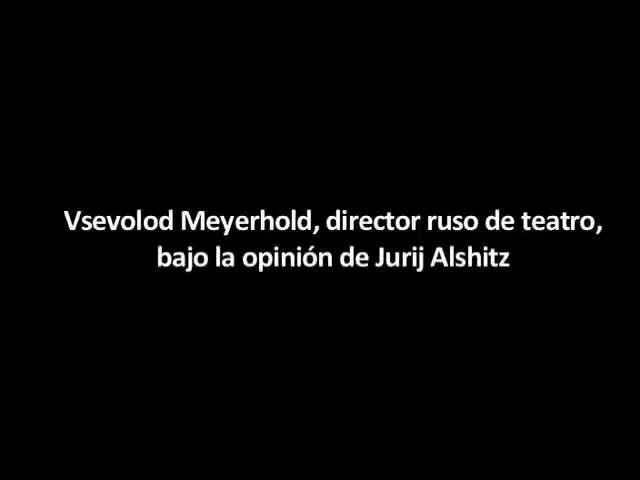 Vsevolod Meyerhold, director ruso de teatro,
bajo la opinión de Jurij Alshitz